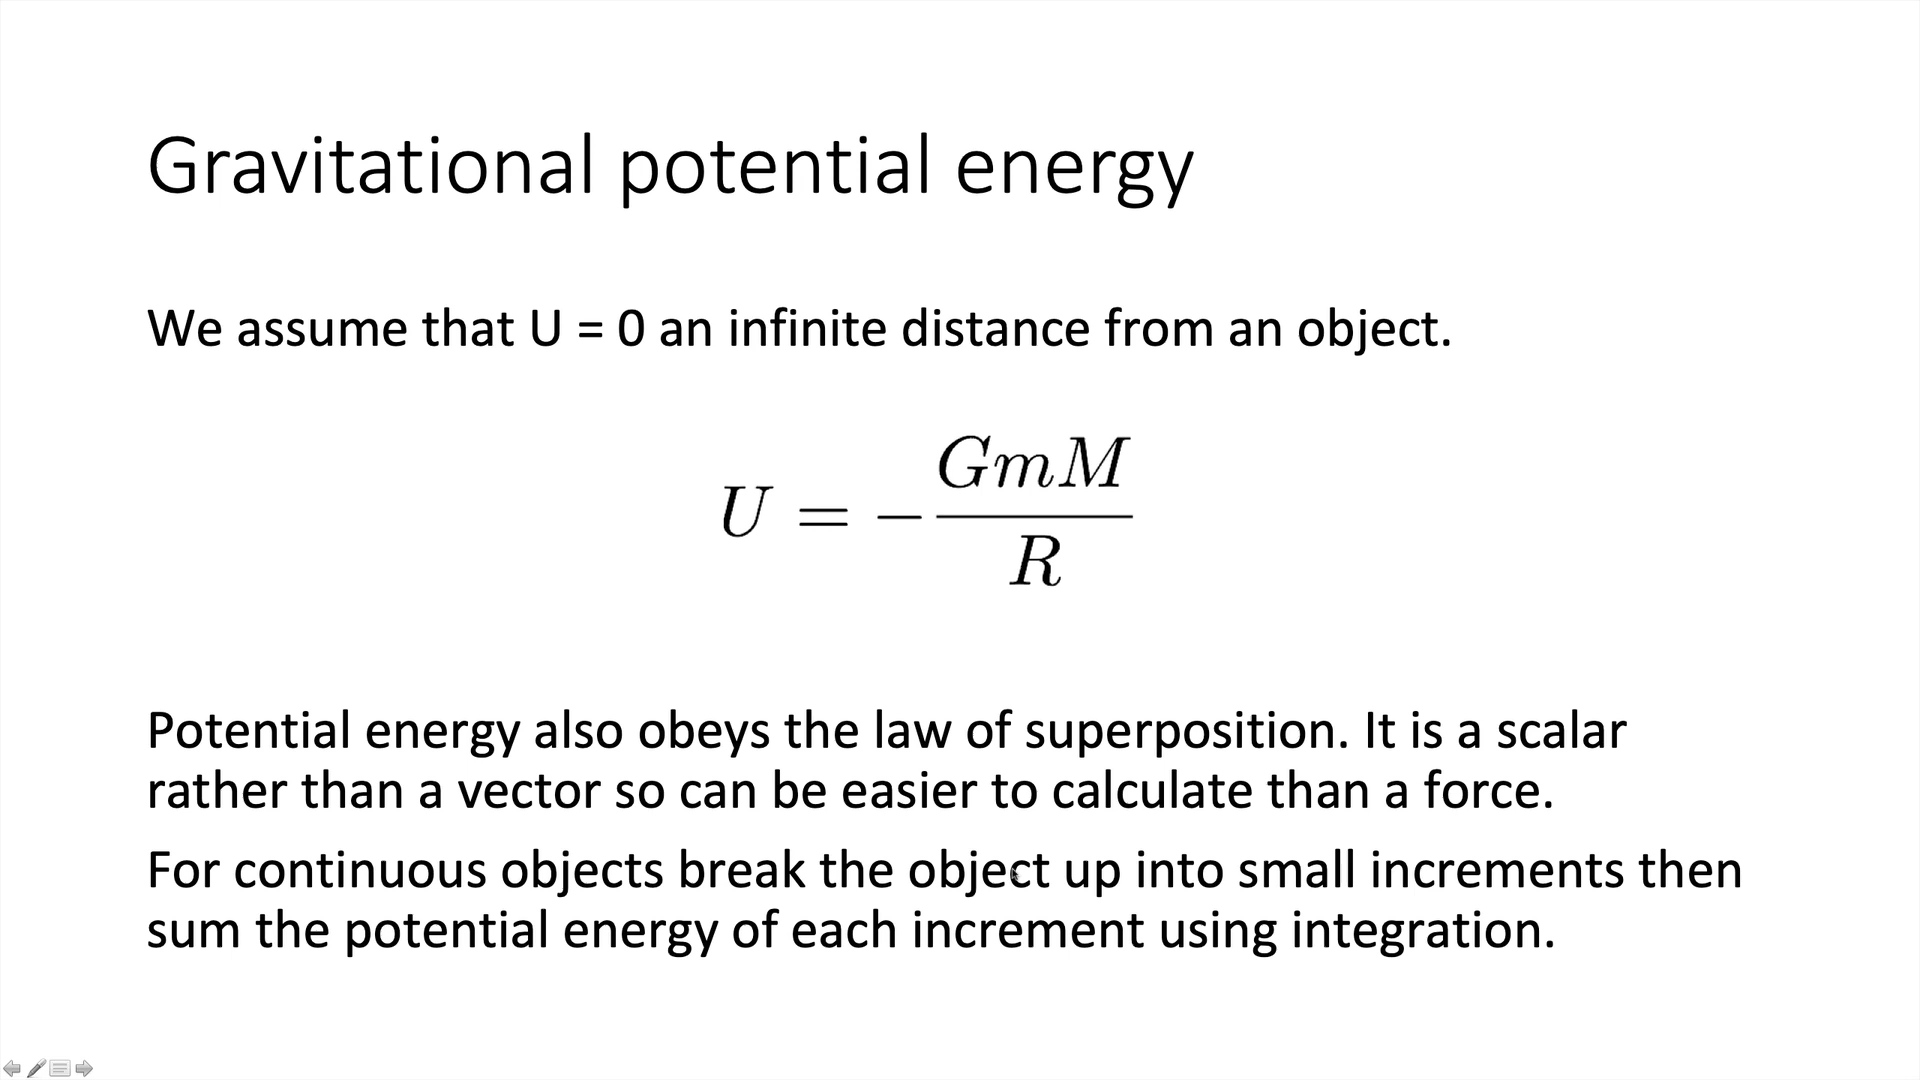 Gravitational potential energy
We assume that U = 0 an infinite distance from an object.
U = -\frac{GmM}{R}
Potential energy also obeys the law of superposition. It is a scalar
rather than a vector so can be easier to calculate than a force.
For continuous objects break the object up into small increments then
sum the potential energy of each increment using integration.